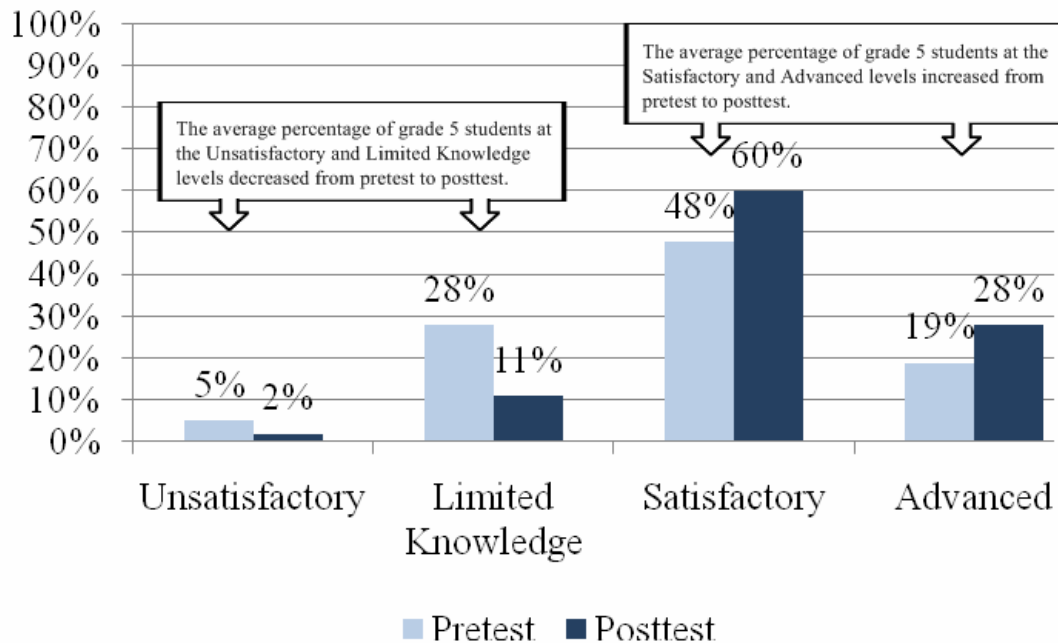 100%
90%
80%
70%
60%
50%
40%
30%
20%
10%
0%
The average percentage of grade 5 students at
the Unsatisfactory and Limited Knowledge
levels decreased from pretest to posttest.
The average percentage of grade 5 students at the
Satisfactory and Advanced levels increased from
pretest to posttest.
5%
2%
28%
11%
48%
60%
19%
28%
Unsatisfactory
Limited
Knowledge
Satisfactory
Advanced
Pretest
Posttest